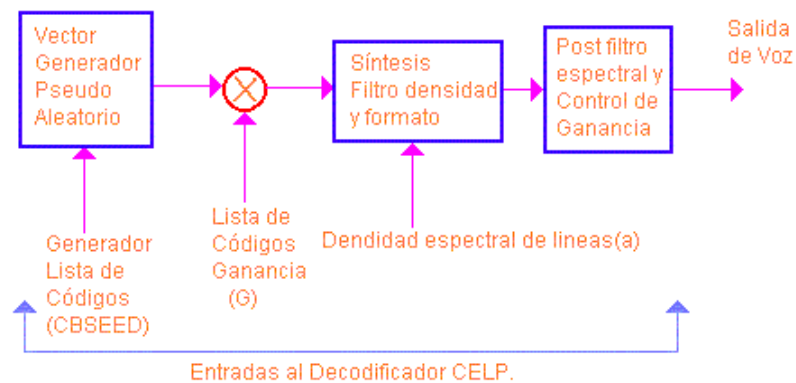 Vector
Generador
Pseudo
Aleatorio
X
Síntesis
Filtro densidad
y formato
Post filtro
espectral y
Control de
Ganancia
Salida
de Voz
Generador
Lista de
Códigos
(CBSEED)
Lista de
Códigos
Ganancia
(G)
Dendidad espectral de lineas(a)
Entradas al Decodificador CELP.